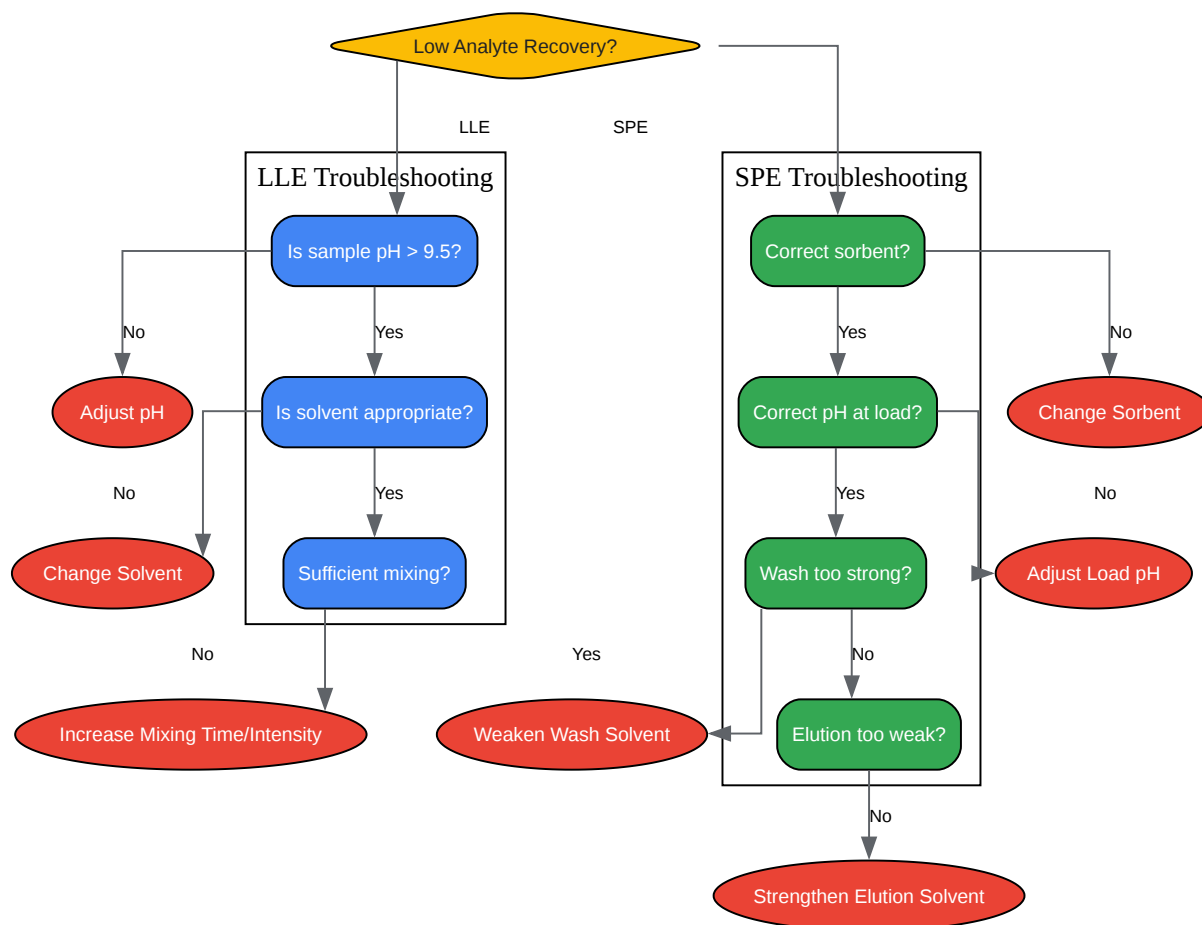 Low Analyte Recovery?
LLE
SPE
LLE Troubleshooting
SPE Troubleshooting
Is sample pH > 9.5?
Correct sorbent?
No
Yes
Yes
No
Adjust pH
Is solvent appropriate?
Correct pH at load?
Change Sorbent
No
Yes
Yes
No
Change Solvent
Sufficient mixing?
Wash too strong?
Adjust Load pH
No
Yes
No
Increase Mixing Time/Intensity
Weaken Wash Solvent
Elution too weak?
No
Strengthen Elution Solvent